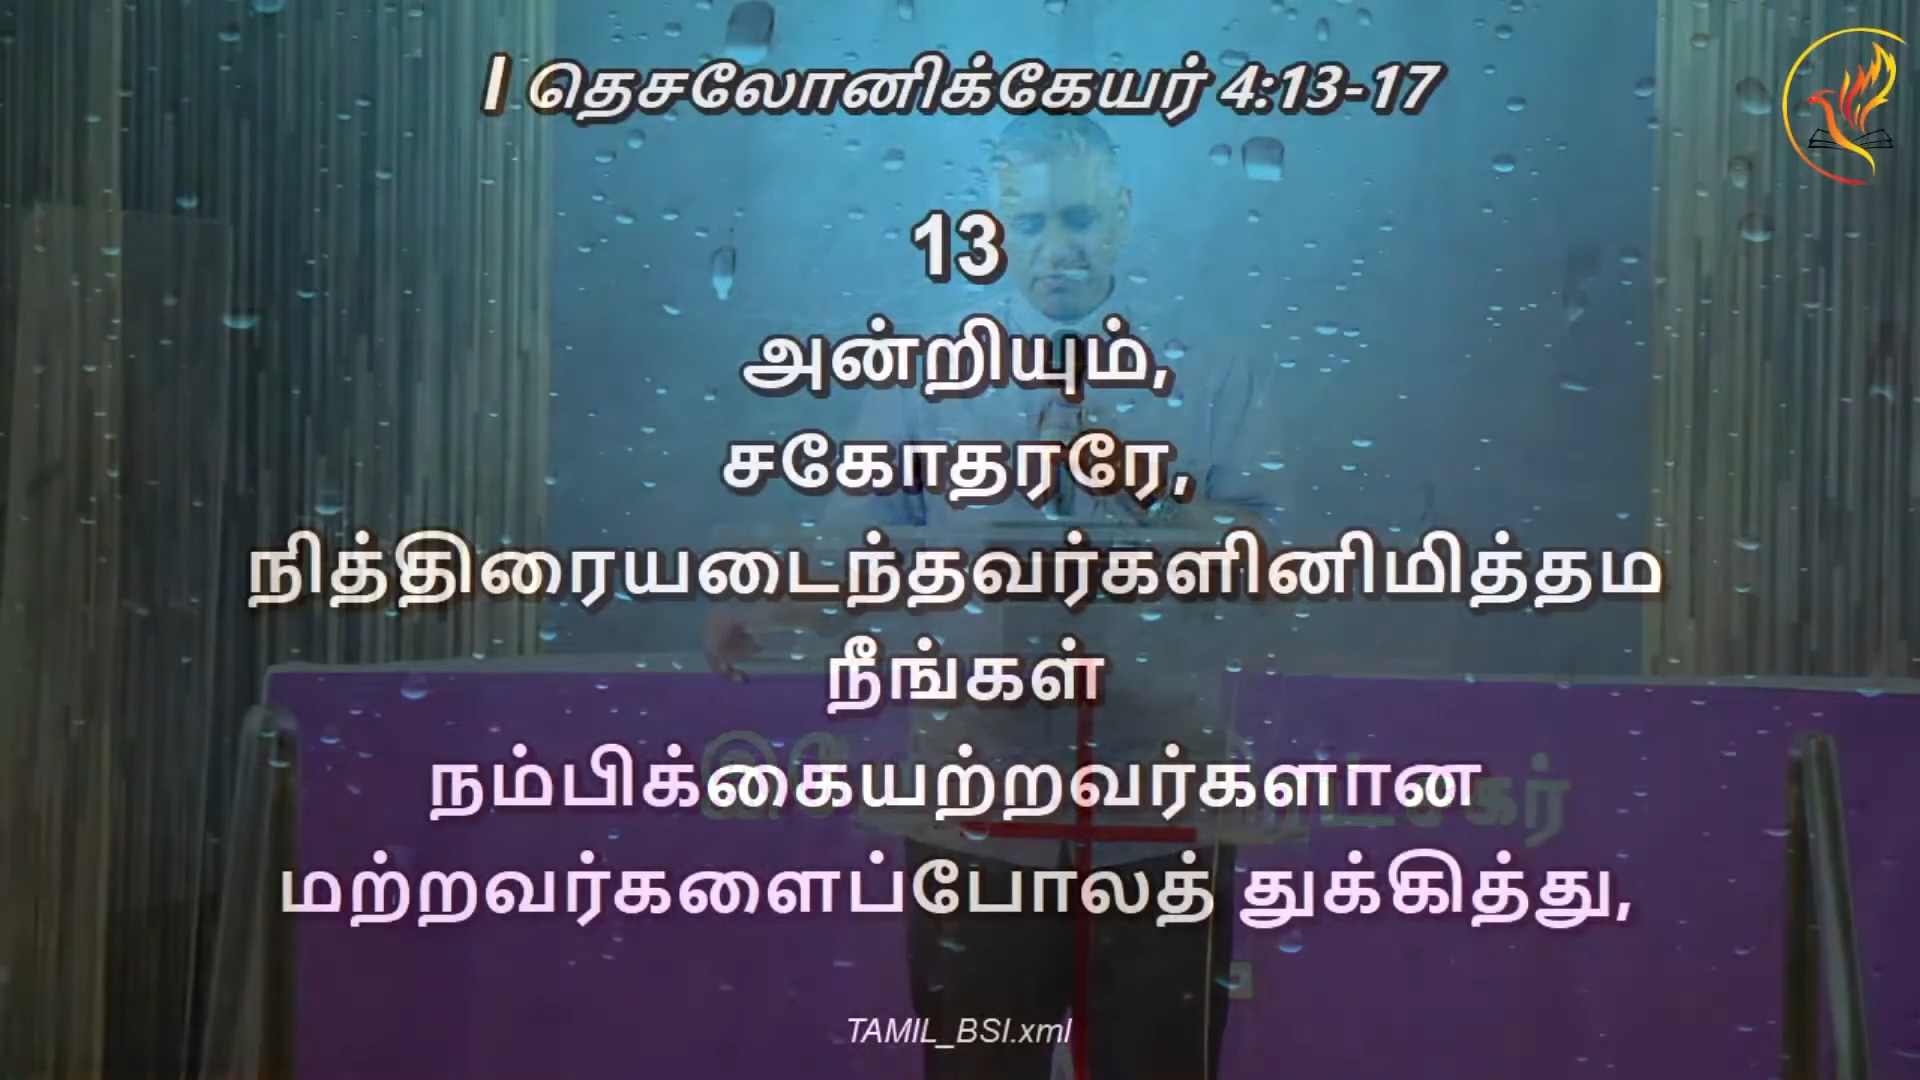 I தெசலோனிக்கேயர் 4:13-17
13
அன்றியும்,
சகோதரரே,
நித்திரையடைந்தவர்களினிமித்தம
நீங்கள்
நம்பிக்கையற்றவர்களான
மற்றவர்களைப்போலத் துக்கித்து,
TAMIL_BSI.xml